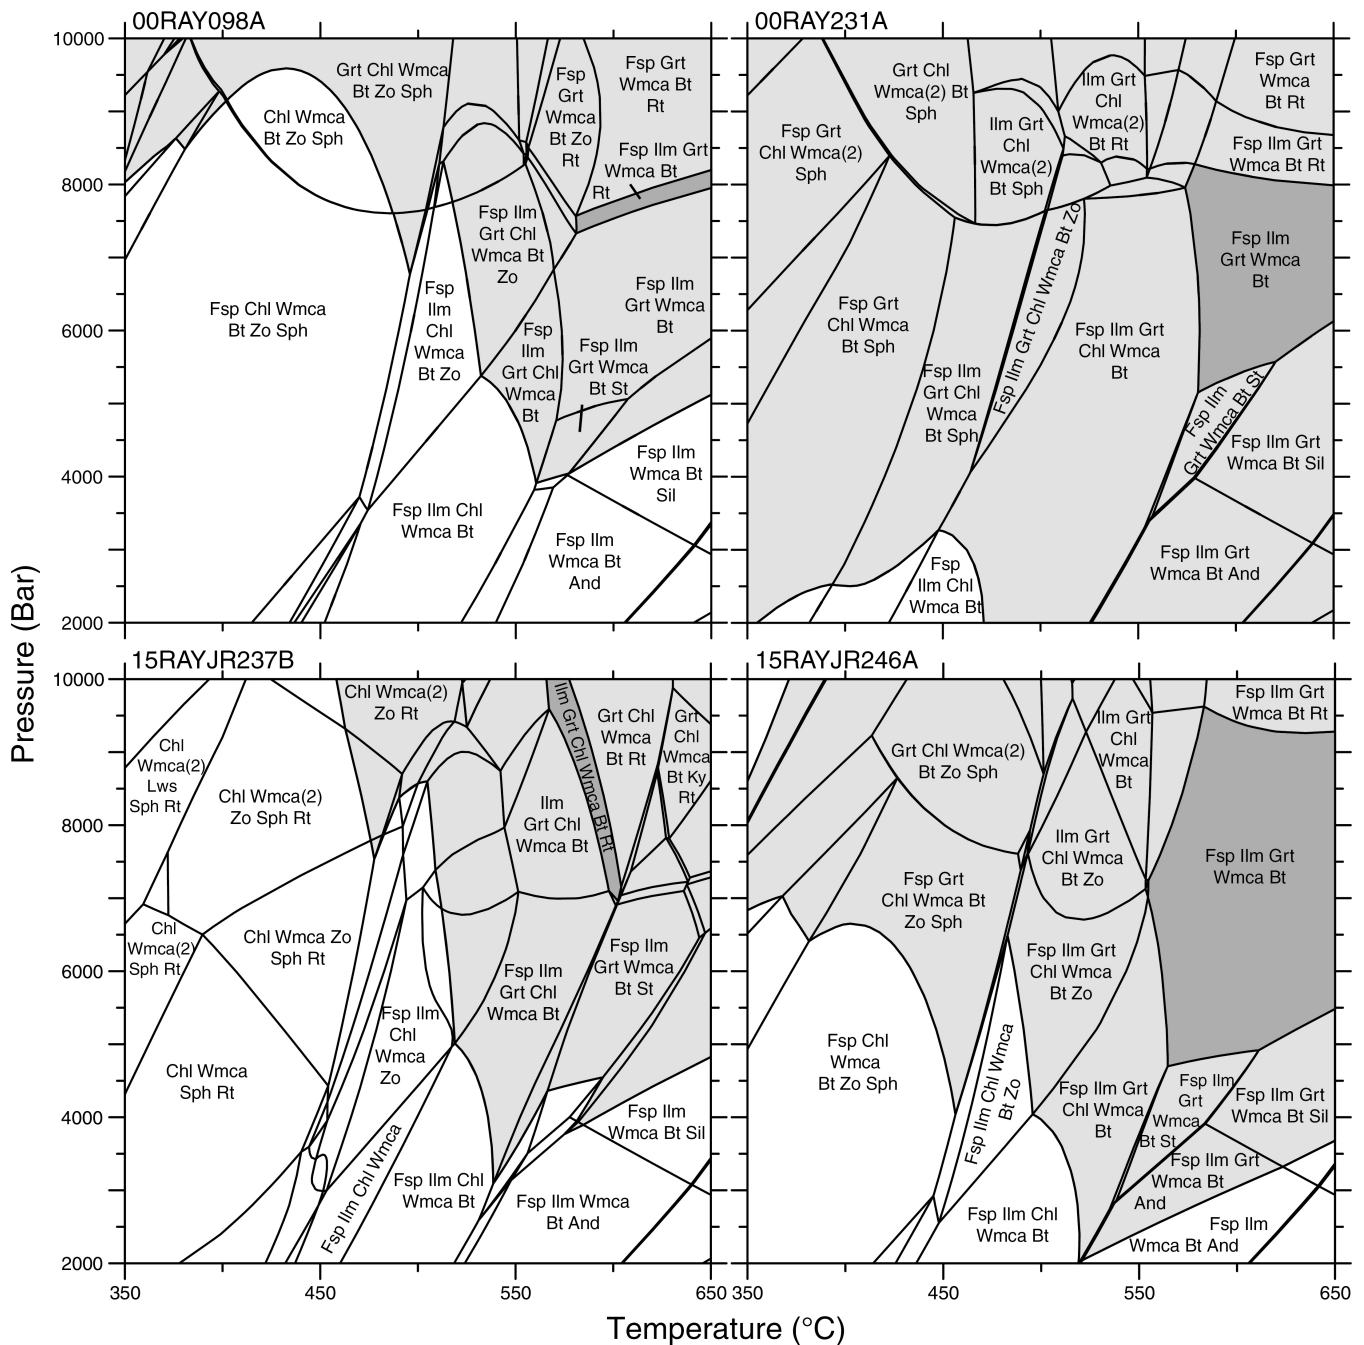 00RAY098A
10000
8000
6000
4000
2000
Grt Chl Wmca
Bt Zo Sph
Chl Wmca
Bt Zo Sph
Fsp
Grt
Wmca
Bt Zo
Rt
Fsp Grt
Wmca Bt
Rt
Fsp Ilm Grt
Wmca Bt
Rt
Fsp Ilm
Grt Chl
Wmca Bt
Zo
Fsp Chl Wmca
Bt Zo Sph
Fsp
Ilm
Chl
Wmca
Bt Zo
Fsp Ilm
Grt Wmca
Bt
Fsp
Ilm
Grt Chl
Wmca
Bt
Fsp Ilm
Grt Wmca
Bt St
Fsp Ilm
Wmca Bt
Sil
Fsp Ilm Chl
Wmca Bt
Fsp Ilm
Wmca Bt
And
00RAY231A
Fsp Grt
Chl Wmca(2)
Sph
Grt Chl
Wmca(2) Bt
Sph
Ilm Grt
Chl
Wmca(2)
Bt Sph
Ilm Grt
Chl
Wmca(2)
Bt Rt
Fsp Grt
Wmca
Bt Rt
Fsp Ilm Grt
Wmca Bt Rt
Fsp Ilm
Grt Wmca
Bt
Fsp Grt
Chl Wmca
Bt Sph
Fsp Ilm Grt Chl Wmca Bt Zo
Fsp Ilm Grt
Chl Wmca
Bt
Fsp Ilm
Grt Chl
Wmca
Bt Sph
Fsp Ilm
Grt Wmca Bt St
Fsp Ilm Grt
Wmca Bt Sil
Fsp
Ilm Chl
Wmca Bt
Fsp Ilm Grt
Wmca Bt And
Pressure (Bar)
15RAYJR237B
10000
8000
6000
4000
2000
Chl
Wmca(2)
Lws
Sph Rt
Chl Wmca(2)
Zo Rt
Chl Wmca(2)
Zo Sph Rt
Ilm Grt Chl Wmca Bt Rt
Grt Chl
Wmca
Bt Rt
Grt
Chl
Wmca
Bt Ky
Rt
Ilm
Grt Chl
Wmca Bt
Chl
Wmca(2)
Sph Rt
Chl Wmca Zo
Sph Rt
Fsp Ilm
Grt Chl
Wmca Bt
Fsp Ilm
Grt Wmca
Bt St
Fsp Ilm
Chl
Wmca
Zo
Chl Wmca
Sph Rt
Fsp Ilm Chl Wmca
Fsp Ilm Chl
Wmca Bt
Fsp Ilm
Wmca Bt Sil
Fsp Ilm Wmca
Bt And
350
450
550
650
15RAYJR246A
Grt Chl Wmca(2)
Bt Zo Sph
Ilm Grt
Chl
Wmca
Bt
Fsp Ilm Grt
Wmca Bt Rt
Ilm Grt
Chl Wmca
Bt Zo
Fsp Ilm Grt
Wmca Bt
Fsp Grt
Chl Wmca Bt
Zo Sph
Fsp Ilm Grt
Chl Wmca
Bt Zo
Fsp Chl
Wmca
Bt Zo Sph
Fsp Ilm Chl Wmca
Bt Zo
Fsp Ilm Grt
Chl Wmca
Bt
Fsp Ilm
Grt
Wmca
Bt St
Fsp Ilm Grt
Wmca Bt Sil
Fsp Ilm Grt
Wmca Bt
And
Fsp Ilm Chl
Wmca Bt
Fsp Ilm
Wmca Bt And
350
450
550
650
Temperature (°C)